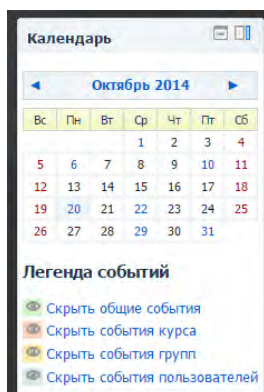 Календарь
◄ Октябрь 2014 ►
Вс Пн Вт Ср Чт Пт Сб
1 2 3 4
5 6 7 8 9 10 11
12 13 14 15 16 17 18
19 20 21 22 23 24 25
26 27 28 29 30 31
Легенда событий
Скрыть общие события
Скрыть события курса
Скрыть события групп
Скрыть события пользователей